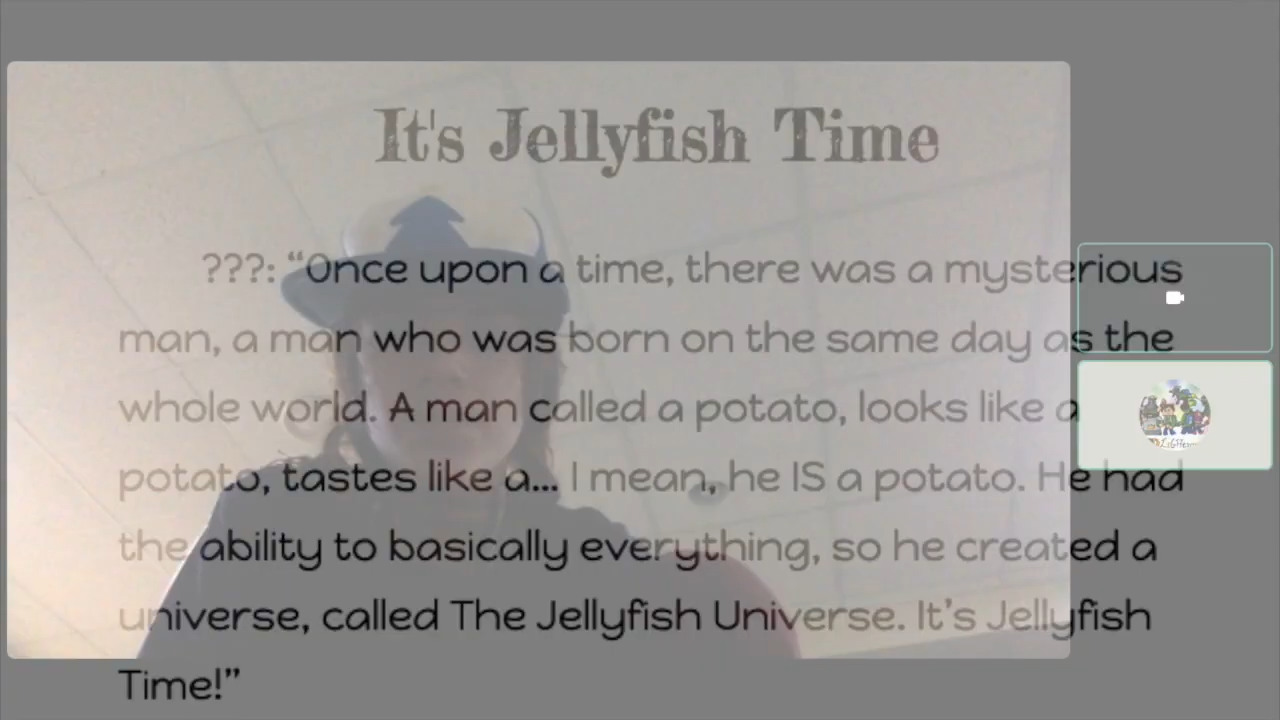 It's Jellyfish Time
???: “Once upon a time, there was a mysterious
man, a man who was born on the same day as the
whole world. A man called a potato, looks like a
potato, tastes like a... I mean, he IS a potato. He had
the ability to basically everything, so he created a
universe, called The Jellyfish Universe. It’s Jellyfish
Time!”